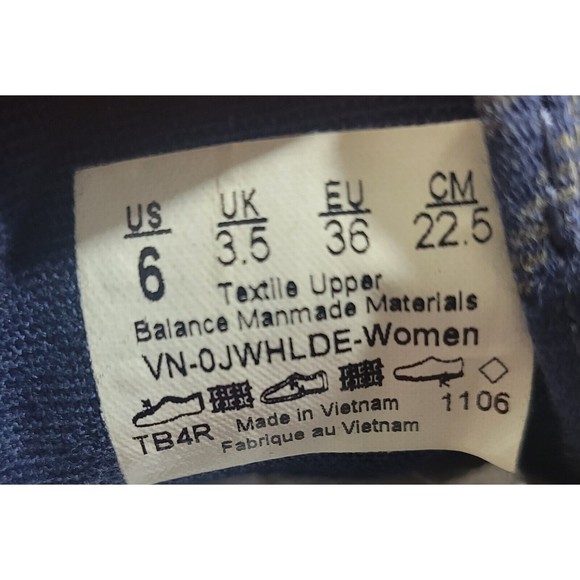 US UK EU CM
6 3.5 36 22.5
Textile Upper
Balance Manmade Materials
VN-0JWHLDE-Women
TB4R Made in Vietnam 1106
Fabrique au Vietnam